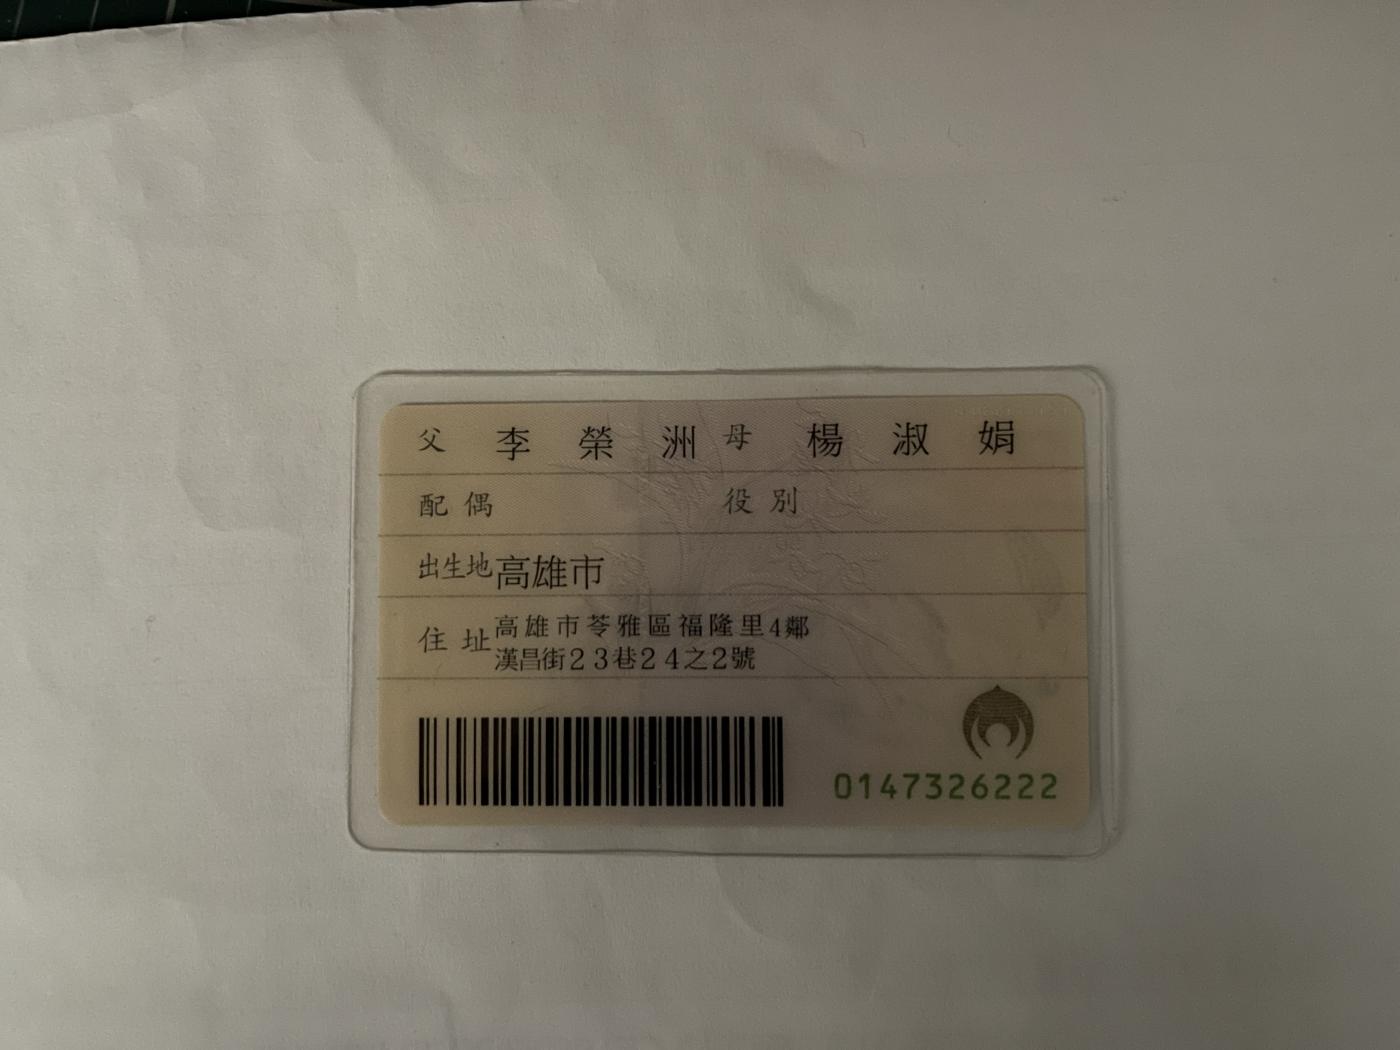 父 李榮洲 母 楊淑娟
配偶 役別
出生地 高雄市
住址 高雄市苓雅區福隆里4鄰
漢昌街23巷24之2號
0147326222